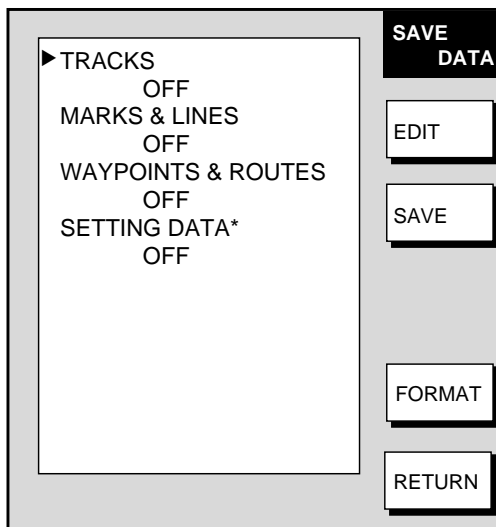 SAVE
DATA
▶TRACKS
OFF
MARKS & LINES
OFF
WAYPOINTS & ROUTES
OFF
SETTING DATA*
OFF
EDIT
SAVE
FORMAT
RETURN